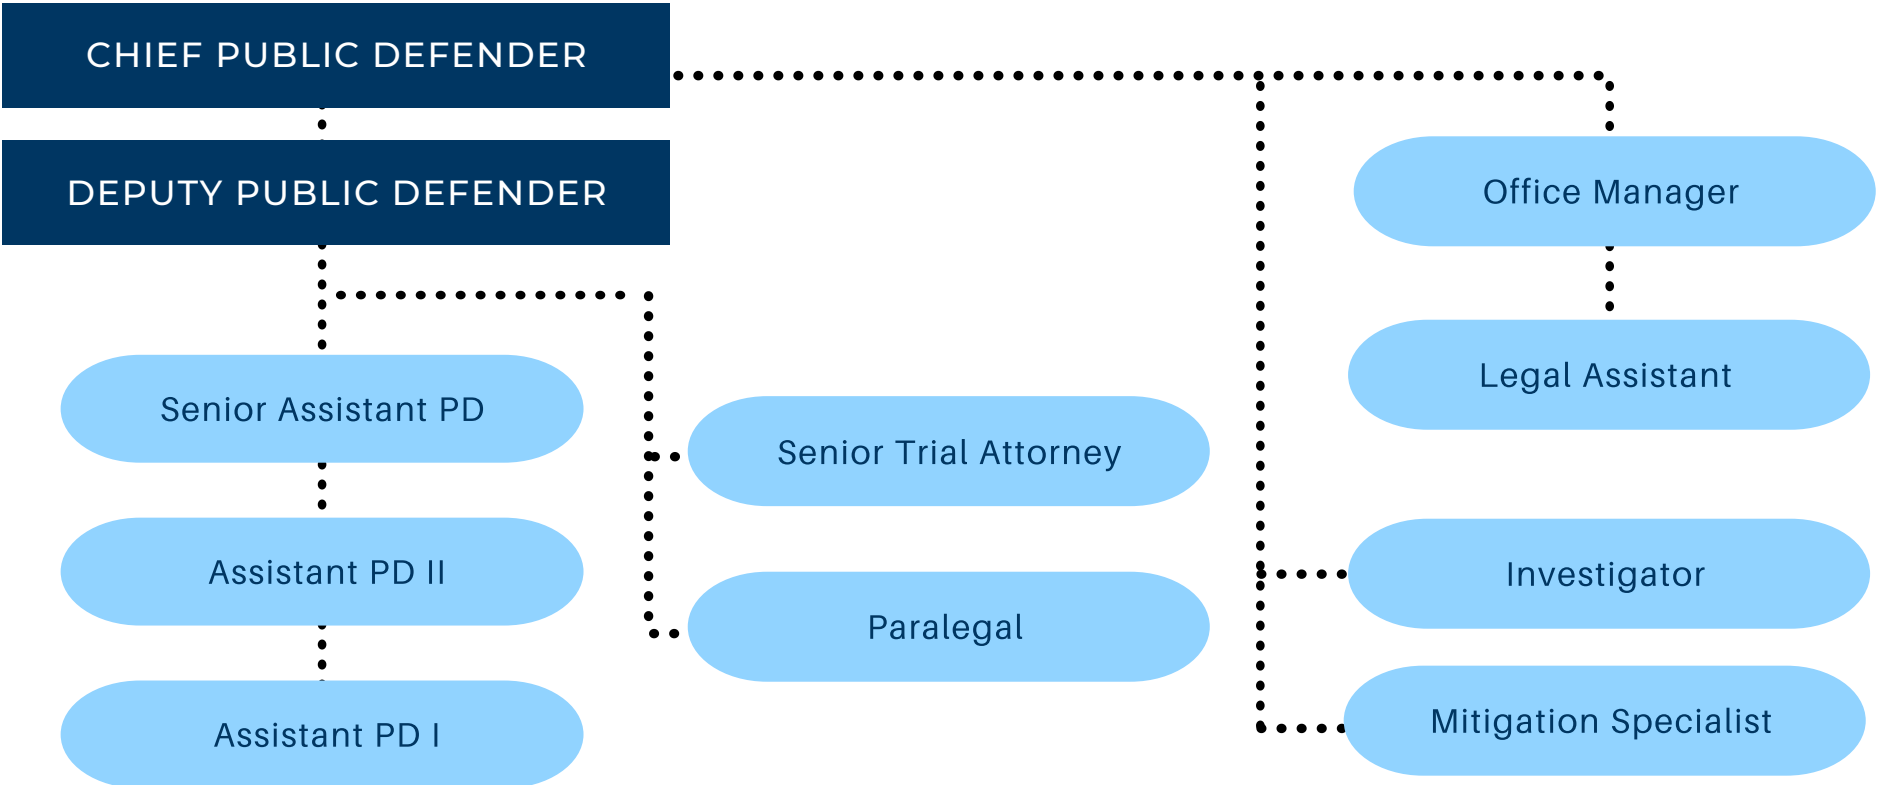 CHIEF PUBLIC DEFENDER
DEPUTY PUBLIC DEFENDER
Senior Assistant PD
Assistant PD II
Assistant PD I
Senior Trial Attorney
Paralegal
Office Manager
Legal Assistant
Investigator
Mitigation Specialist